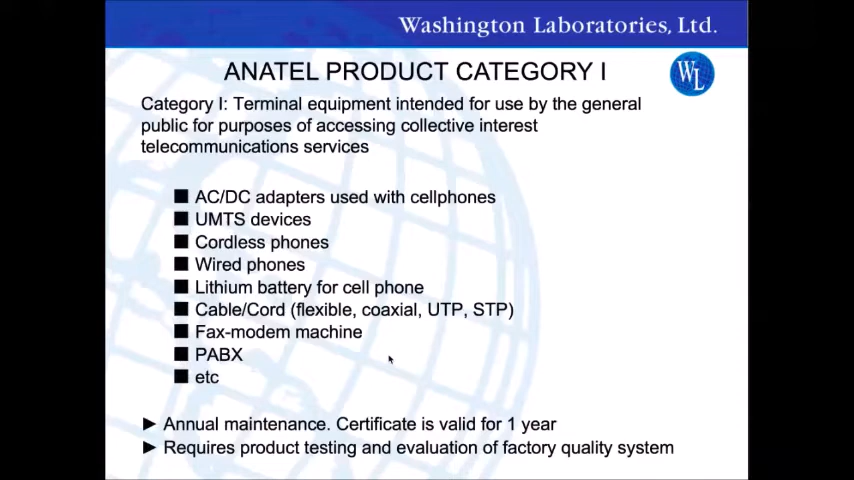 Washington Laboratories, Ltd.
ANATEL PRODUCT CATEGORY I
WL
Category I: Terminal equipment intended for use by the general
public for purposes of accessing collective interest
telecommunications services
■ AC/DC adapters used with cellphones
■ UMTS devices
■ Cordless phones
■ Wired phones
■ Lithium battery for cell phone
■ Cable/Cord (flexible, coaxial, UTP, STP)
■ Fax-modem machine
■ PABX
■ etc
► Annual maintenance. Certificate is valid for 1 year
► Requires product testing and evaluation of factory quality system